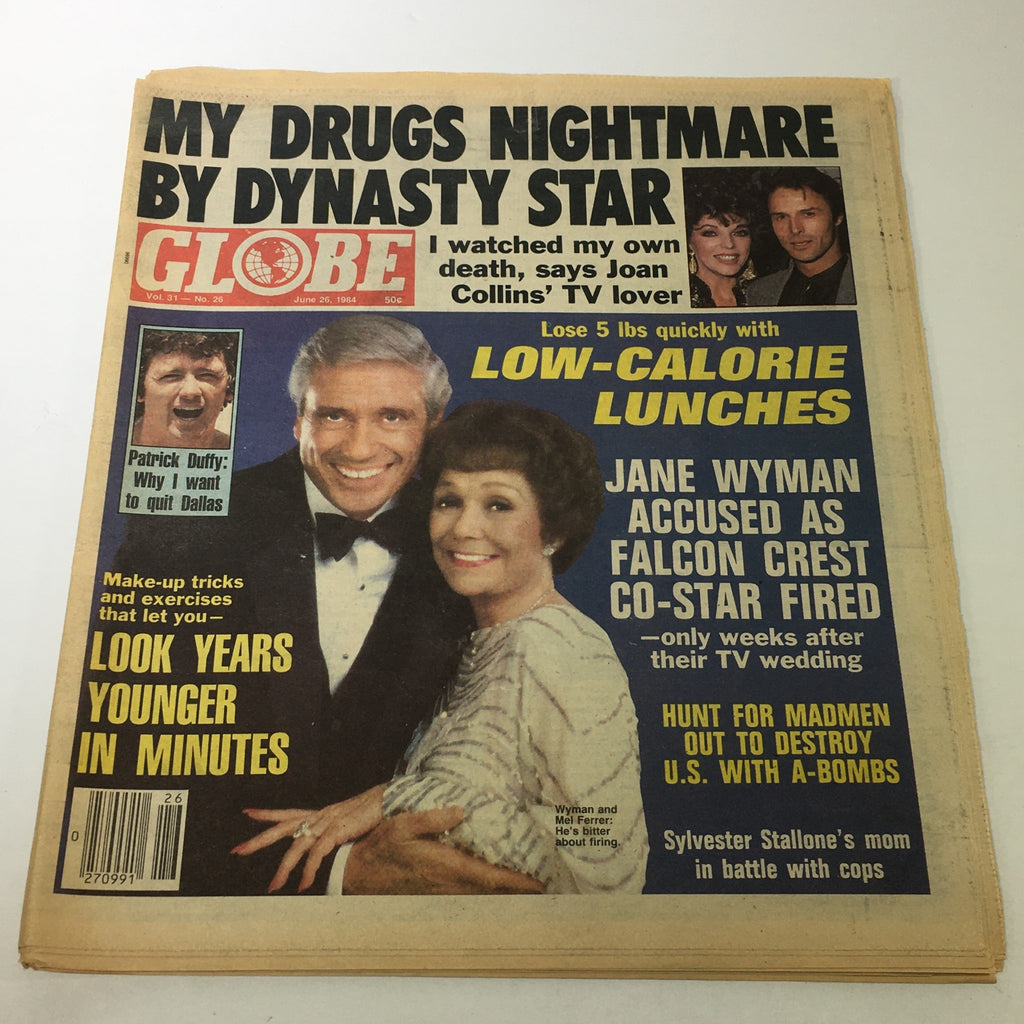 MY DRUGS NIGHTMARE
BY DYNASTY STAR
GLOBE
Vol. 31 — No. 26 June 26, 1984 50¢
I watched my own
death, says Joan
Collins' TV lover
Patrick Duffy:
Why I want
to quit Dallas
Lose 5 lbs quickly with
LOW-CALORIE
LUNCHES
JANE WYMAN
ACCUSED AS
FALCON CREST
CO-STAR FIRED
—only weeks after
their TV wedding
Make-up tricks
and exercises
that let you—
LOOK YEARS
YOUNGER
IN MINUTES
HUNT FOR MADMEN
OUT TO DESTROY
U.S. WITH A-BOMBS
Wyman and
Mel Ferrer:
He's bitter
about firing.
Sylvester Stallone's mom
in battle with cops
26
0
270991